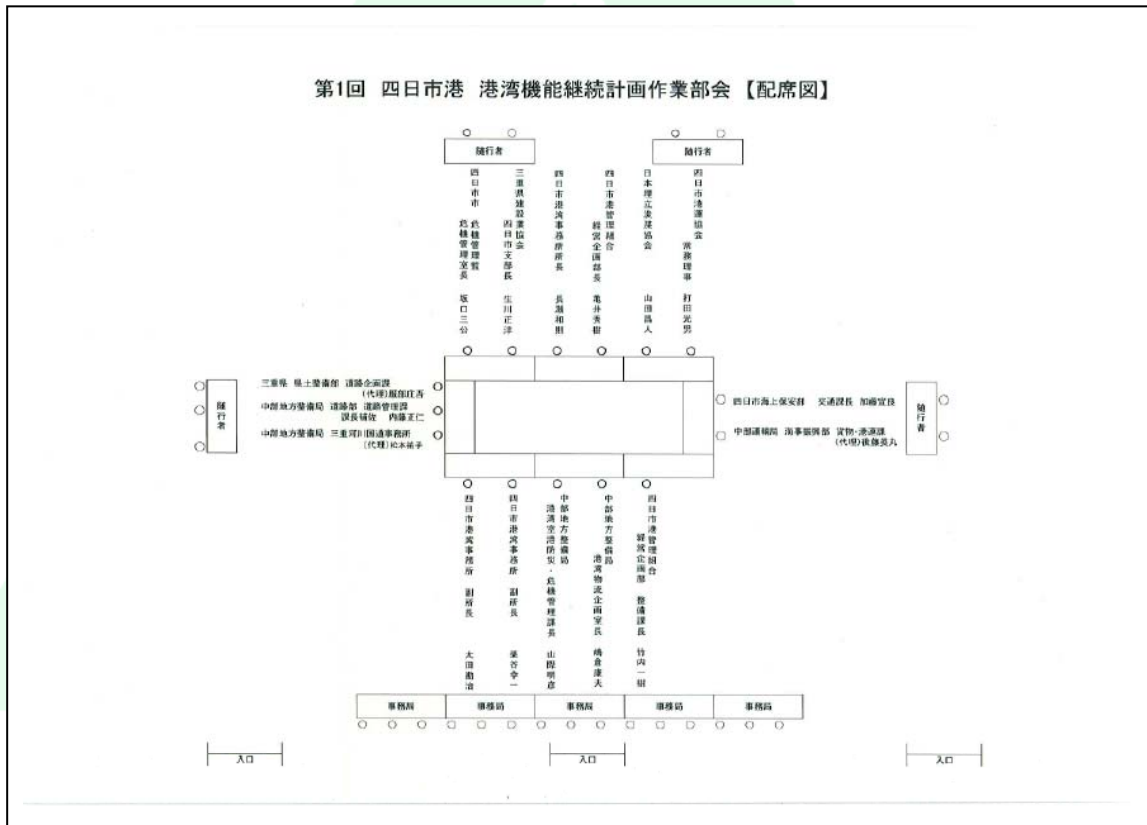 第1回 四日市港 港湾機能継続計画作業部会 【配席図】
随行者
随行者
四日市市 危機管理監
危機管理室長 坂口三公
三重県建設業協会
四日市支部長 生川正洋
四日市港湾事務所所長 長瀬和則
四日市港管理組合
経営企画部長 亀井秀樹
日本埋立浚渫協会 山田昌人
四日市港運協会 常務理事 打田光男
随行者
三重県 県土整備部 道路企画課
(代理)服部庄吾
中部地方整備局 道路部 道路管理課
課長補佐 内藤正仁
中部地方整備局 三重河川国道事務所
(代理)松本祐子
四日市海上保安部 交通課長 加藤宣良
中部運輸局 海事振興部 貨物・港運課
(代理)後藤英丸
随行者
四日市港湾事務所 副所長 太田勘治
四日市港湾事務所 副所長 谷幸一
中部地方整備局
港湾空港防災・危機管理課長 山際明彦
中部地方整備局
港湾物流企画室長 嶋倉康夫
四日市港管理組合
経営企画部 整備課長 竹内一樹
事務局
事務局
事務局
事務局
事務局
入口
入口
入口